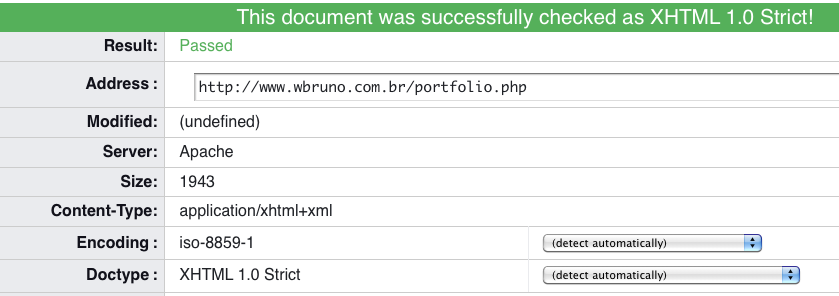 This document was successfully checked as XHTML 1.0 Strict!
Result: Passed
Address : http://www.wbruno.com.br/portfolio.php
Modified: (undefined)
Server: Apache
Size: 1943
Content-Type: application/xhtml+xml
Encoding : iso-8859-1 (detect automatically)
Doctype : XHTML 1.0 Strict (detect automatically)